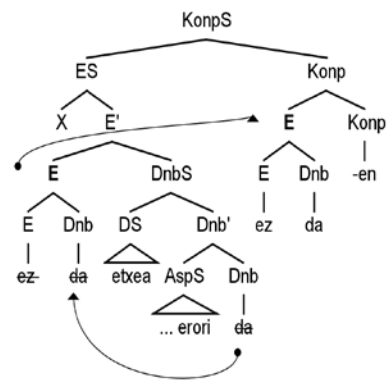 KonpS
ES Konp
X E' E Konp
E DnbS E Dnb -en
E Dnb DS Dnb' ez da
ez da etxea AspS Dnb
... erori da